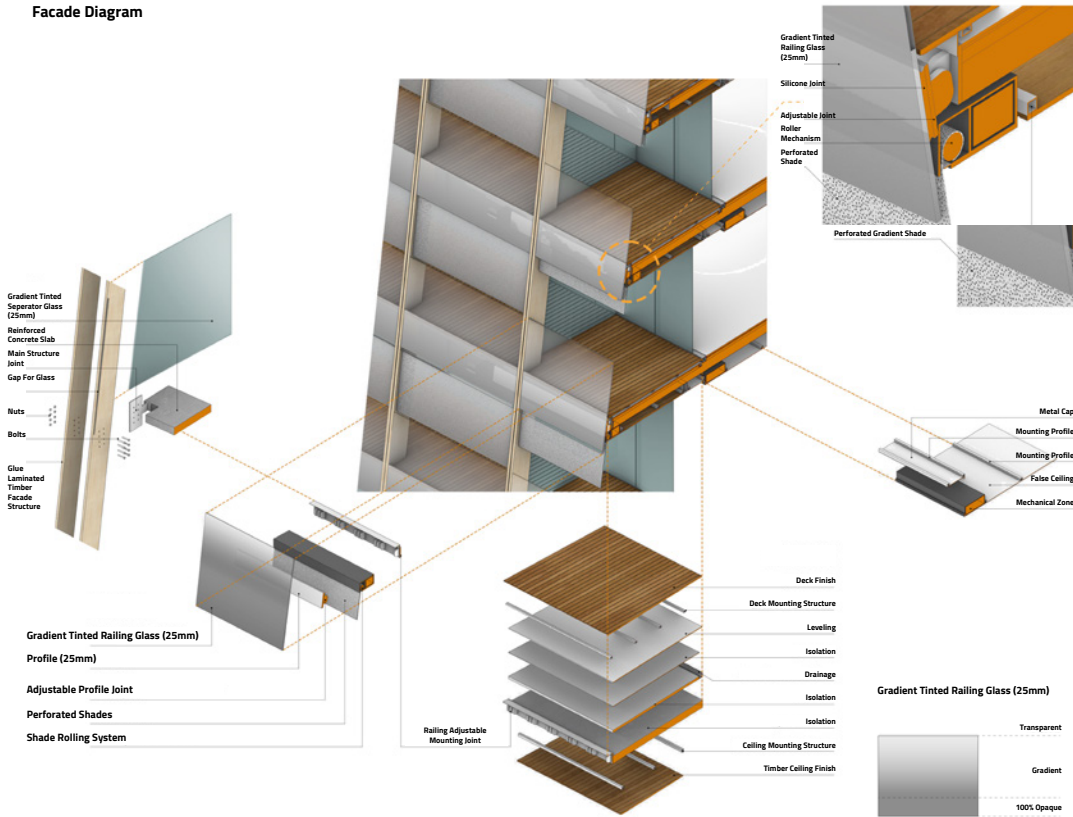 Facade Diagram
Gradient Tinted
Railing Glass
(25mm)
Silicone Joint
Adjustable Joint
Roller
Mechanism
Perforated
Shade
Perforated Gradient Shade
Gradient Tinted
Seperator Glass
(25mm)
Reinforced
Concrete Slab
Main Structure
Joint
Gap For Glass
Nuts
Bolts
Glue
Laminated
Timber
Facade
Structure
Metal Cap
Mounting Profile
Mounting Profile
False Ceiling
Mechanical Zone
Gradient Tinted Railing Glass (25mm)
Profile (25mm)
Adjustable Profile Joint
Perforated Shades
Shade Rolling System
Railing Adjustable
Mounting Joint
Deck Finish
Deck Mounting Structure
Leveling
Isolation
Drainage
Isolation
Isolation
Ceiling Mounting Structure
Timber Ceiling Finish
Gradient Tinted Railing Glass (25mm)
Transparent
Gradient
100% Opaque